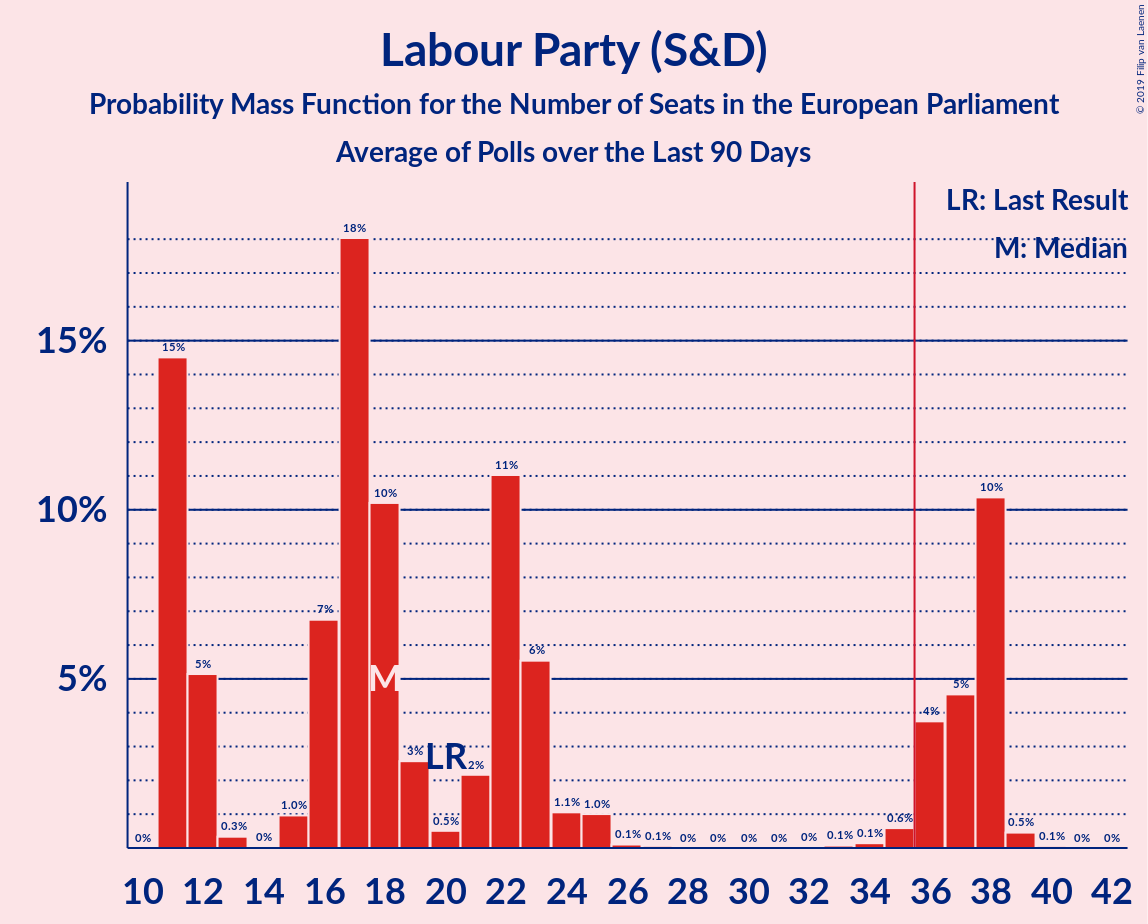 Labour Party (S&D)
Probability Mass Function for the Number of Seats in the European Parliament
Average of Polls over the Last 90 Days
© 2019 Filip van Laenen
LR: Last Result
M: Median
15%
10%
5%
0% 15% 5% 0.3% 0% 1.0% 7% 18% 10% 3% 0.5% 2% 11% 6% 1.1% 1.0% 0.1% 0.1% 0% 0% 0% 0% 0% 0.1% 0.1% 0.6% 4% 5% 10% 0.5% 0.1% 0% 0%
M
LR
10 12 14 16 18 20 22 24 26 28 30 32 34 36 38 40 42